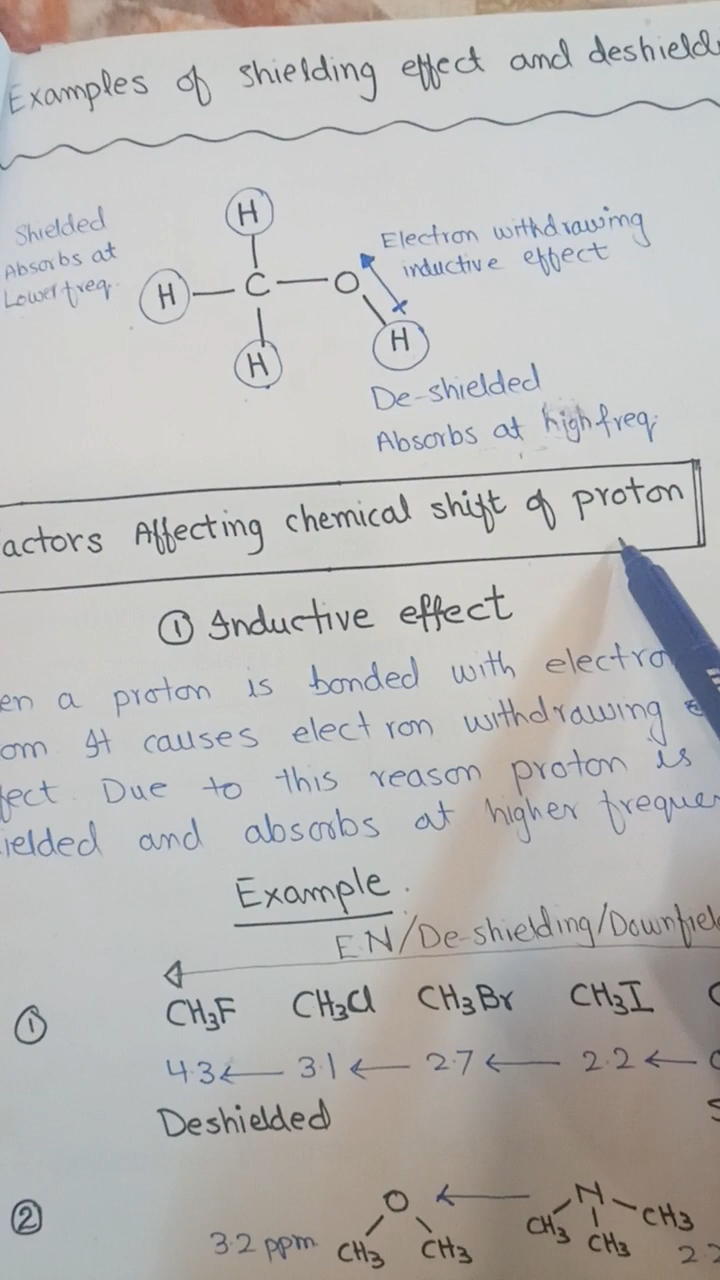 Examples of shielding effect and deshield
Shielded
Absorbs at
Lower freq.
H
H — C — O
H
H
Electron withdrawing
inductive effect
De-shielded
Absorbs at high freq.
actors Affecting chemical shift of proton
① Inductive effect
en a proton is bonded with electro
om It causes electron withdrawing
fect. Due to this reason proton is
ielded and absorbs at higher freque
Example.
EN/De-shielding/Downfiel
① CH3F CH3Cl CH3Br CH3I
4.3 ← 3.1 ← 2.7 ← 2.2 ←
Deshielded
② O ← N
3.2 ppm CH3 CH3 CH3 CH3 CH3 2.2